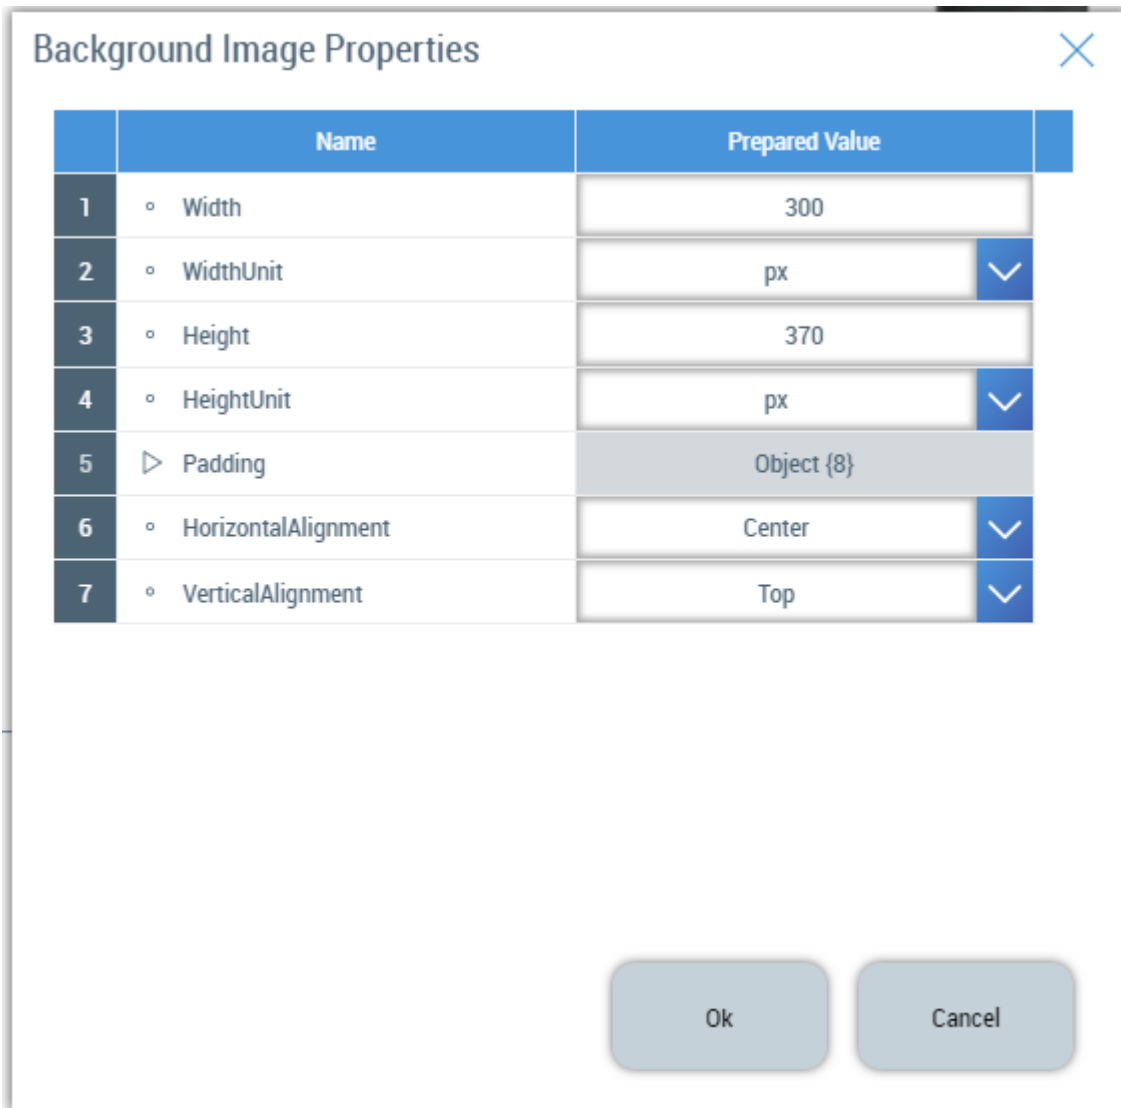 Background Image Properties
Name Prepared Value
1 Width 300
2 WidthUnit px
3 Height 370
4 HeightUnit px
5 Padding Object {8}
6 HorizontalAlignment Center
7 VerticalAlignment Top
Ok Cancel